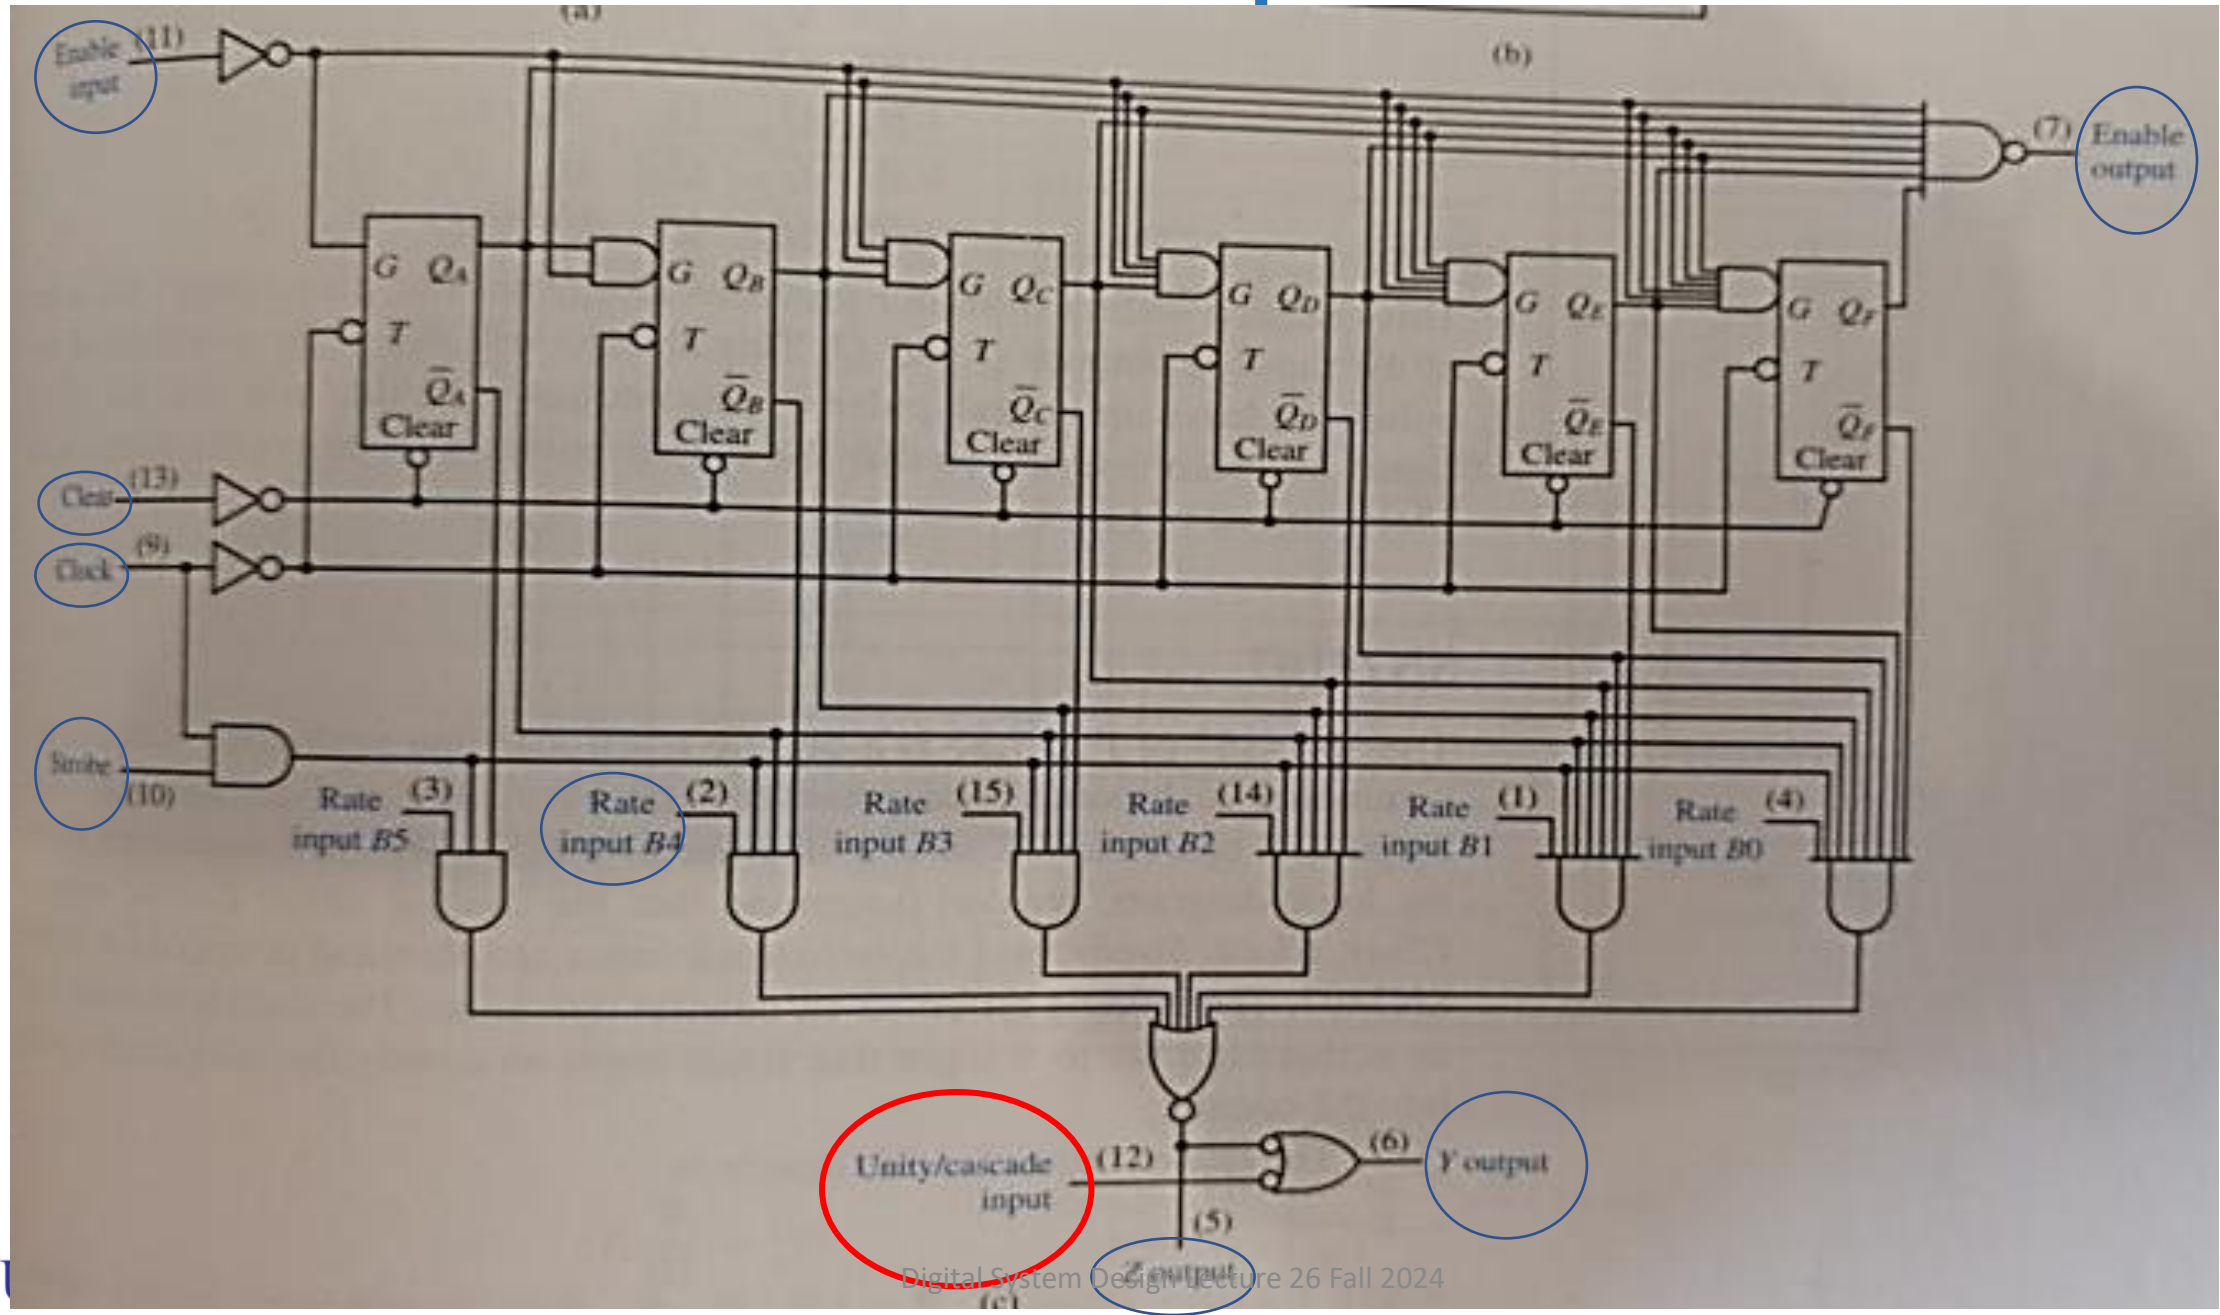 (a)
(b)
Enable (11)
input
(7) Enable
output
G QA
T
Q̅A
Clear
G QB
T
Q̅B
Clear
G QC
T
Q̅C
Clear
G QD
T
Q̅D
Clear
G QE
T
Q̅E
Clear
G QF
T
Q̅F
Clear
Clear (13)
Clock (9)
Strobe
(10)
Rate (3)
input B5
Rate (2)
input B4
Rate (15)
input B3
Rate (14)
input B2
Rate (1)
input B1
Rate (4)
input B0
Unity/cascade (12)
input
(6) Y output
(5)
Z output
Digital System Design Lecture 26 Fall 2024
(c)